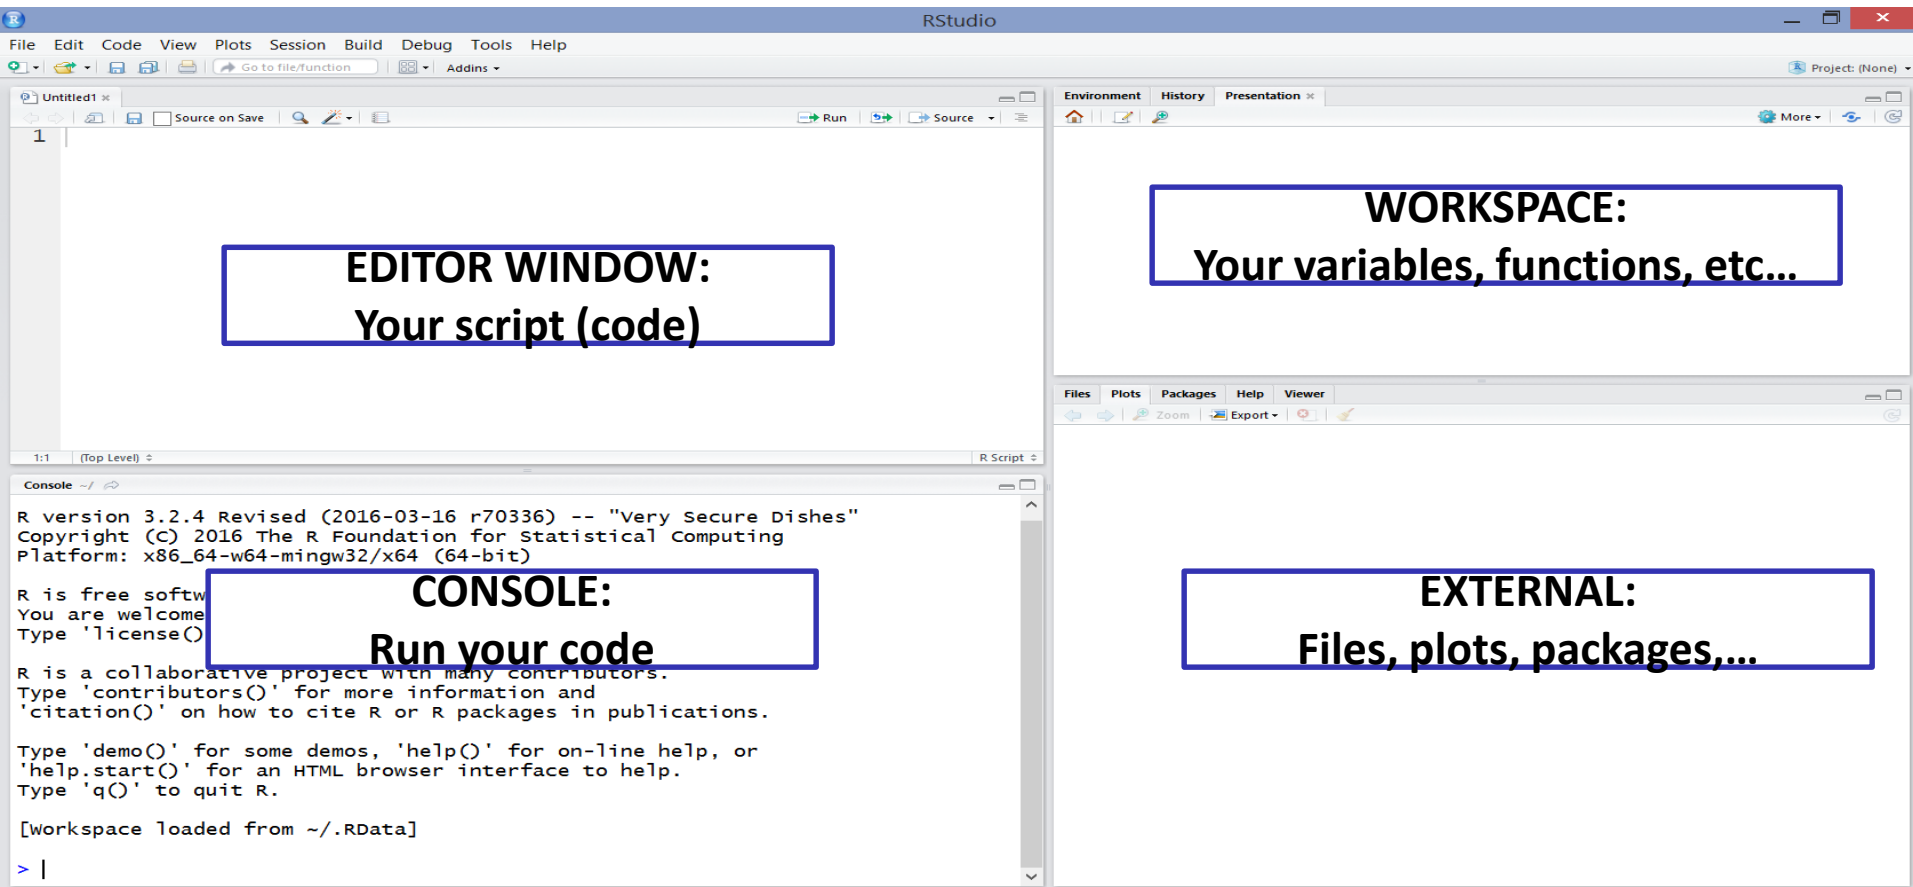 RStudio
File Edit Code View Plots Session Build Debug Tools Help
Go to file/function Addins Project: (None)
Untitled1
Source on Save Run Source
1
EDITOR WINDOW:
Your script (code)
1:1 (Top Level) R Script
Console ~/
R version 3.2.4 Revised (2016-03-16 r70336) -- "Very Secure Dishes"
Copyright (C) 2016 The R Foundation for Statistical Computing
Platform: x86_64-w64-mingw32/x64 (64-bit)
R is free softw
You are welcome
Type 'license()
CONSOLE:
Run your code
R is a collaborative project with many contributors.
Type 'contributors()' for more information and
'citation()' on how to cite R or R packages in publications.
Type 'demo()' for some demos, 'help()' for on-line help, or
'help.start()' for an HTML browser interface to help.
Type 'q()' to quit R.
[Workspace loaded from ~/.RData]
>
Environment History Presentation
More
WORKSPACE:
Your variables, functions, etc...
Files Plots Packages Help Viewer
Zoom Export
EXTERNAL:
Files, plots, packages,...